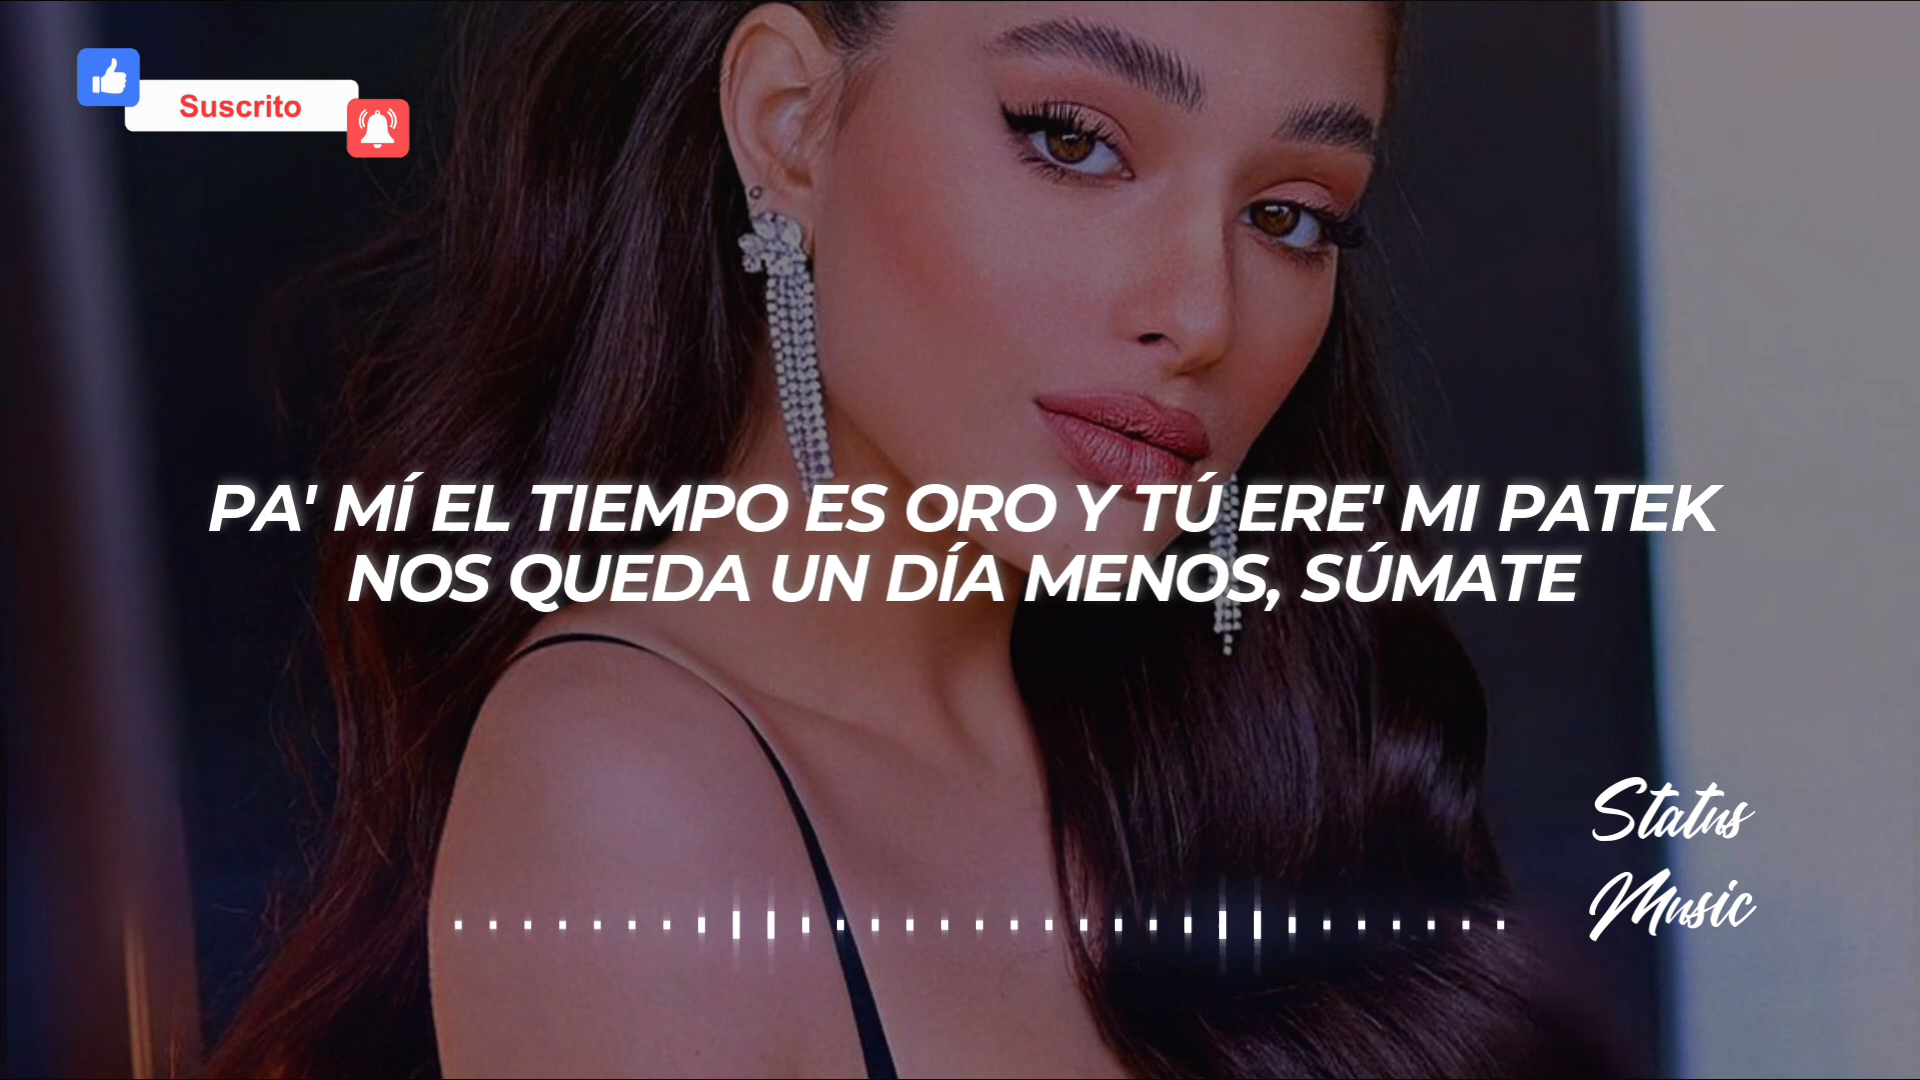 Suscrito
PA' MÍ EL TIEMPO ES ORO Y TÚ ERE' MI PATEK
NOS QUEDA UN DÍA MENOS, SÚMATE
Status
Music